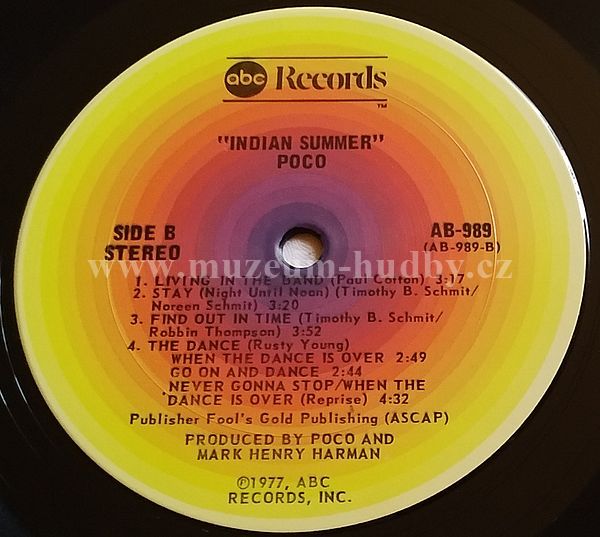 abc Records
TM
"INDIAN SUMMER"
POCO
SIDE B
STEREO
AB-989
(AB-989-B)
www.muzeum-hudby.cz
1. LIVING IN THE BAND (Paul Cotton) 3:17
2. STAY (Night Until Noon) (Timothy B. Schmit/
Noreen Schmit) 3:20
3. FIND OUT IN TIME (Timothy B. Schmit/
Robbin Thompson) 3:52
4. THE DANCE (Rusty Young)
WHEN THE DANCE IS OVER 2:49
GO ON AND DANCE 2:44
NEVER GONNA STOP/WHEN THE
DANCE IS OVER (Reprise) 4:32
Publisher Fool's Gold Publishing (ASCAP)
PRODUCED BY POCO AND
MARK HENRY HARMAN
℗1977, ABC
RECORDS, INC.